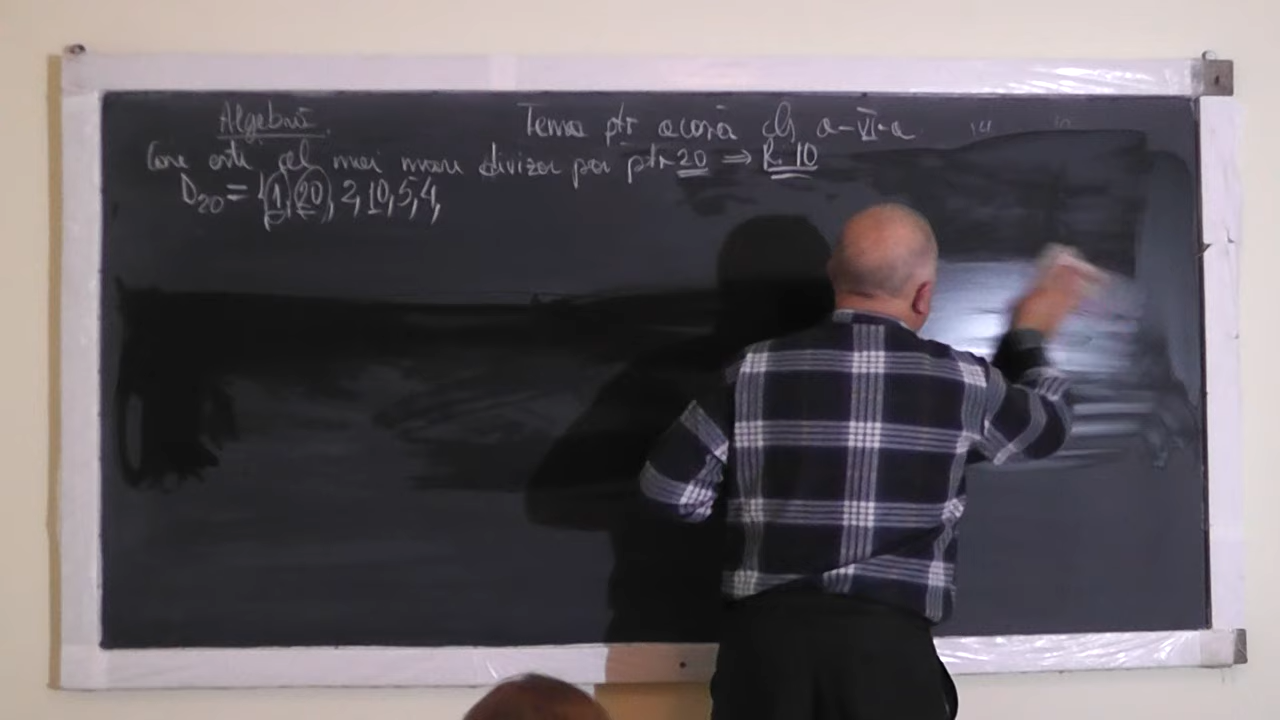 Algebră
Tema ptr acasă cls a-VI-a
Care este cel mai mare divizor par ptr 20 ⇒ R. 10
D20 = {1, 20, 2, 10, 5, 4,